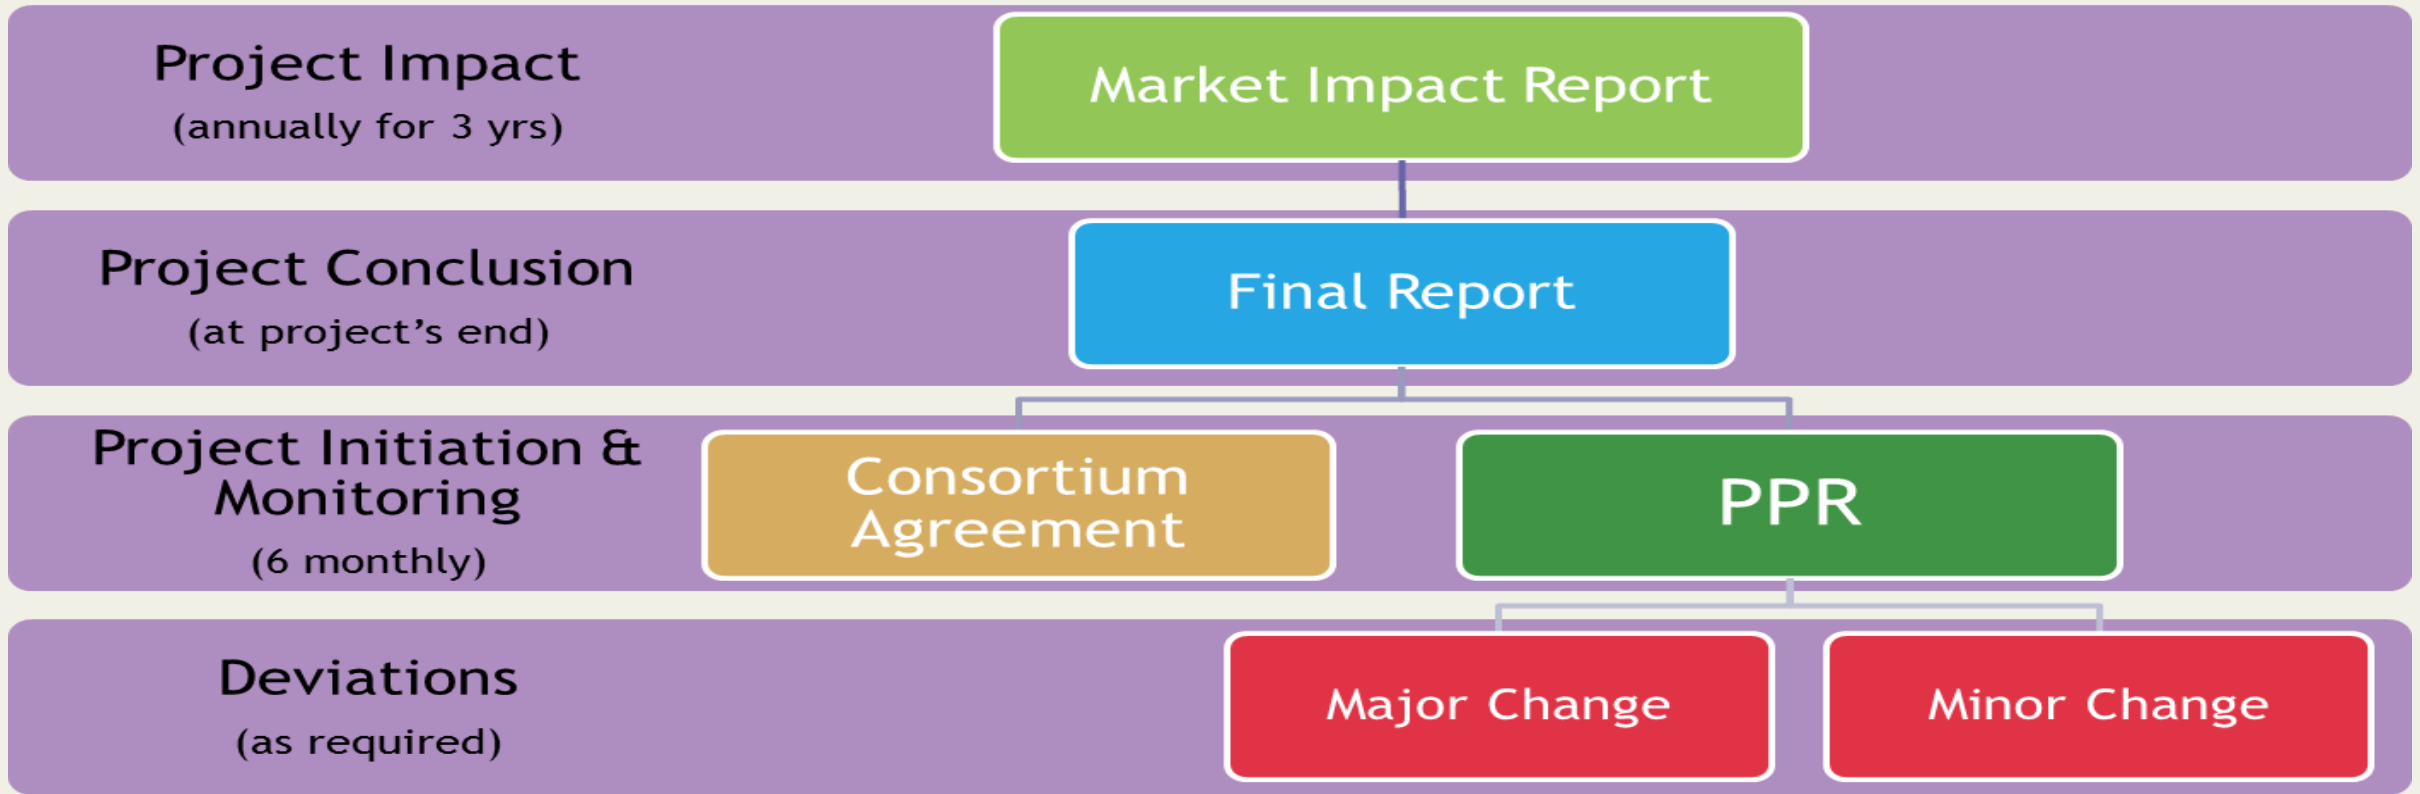 Project Impact
(annually for 3 yrs)
Market Impact Report
Project Conclusion
(at project’s end)
Final Report
Project Initiation &
Monitoring
(6 monthly)
Consortium
Agreement
PPR
Deviations
(as required)
Major Change
Minor Change